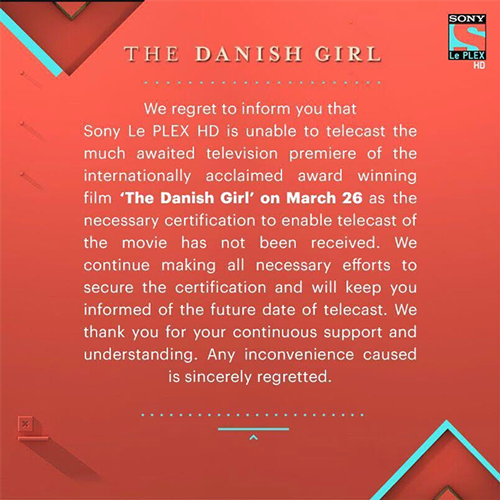 SONY
S
Le PLEX
HD
THE DANISH GIRL
We regret to inform you that
Sony Le PLEX HD is unable to telecast the
much awaited television premiere of the
internationally acclaimed award winning
film ‘The Danish Girl’ on March 26 as the
necessary certification to enable telecast of
the movie has not been received. We
continue making all necessary efforts to
secure the certification and will keep you
informed of the future date of telecast. We
thank you for your continuous support and
understanding. Any inconvenience caused
is sincerely regretted.